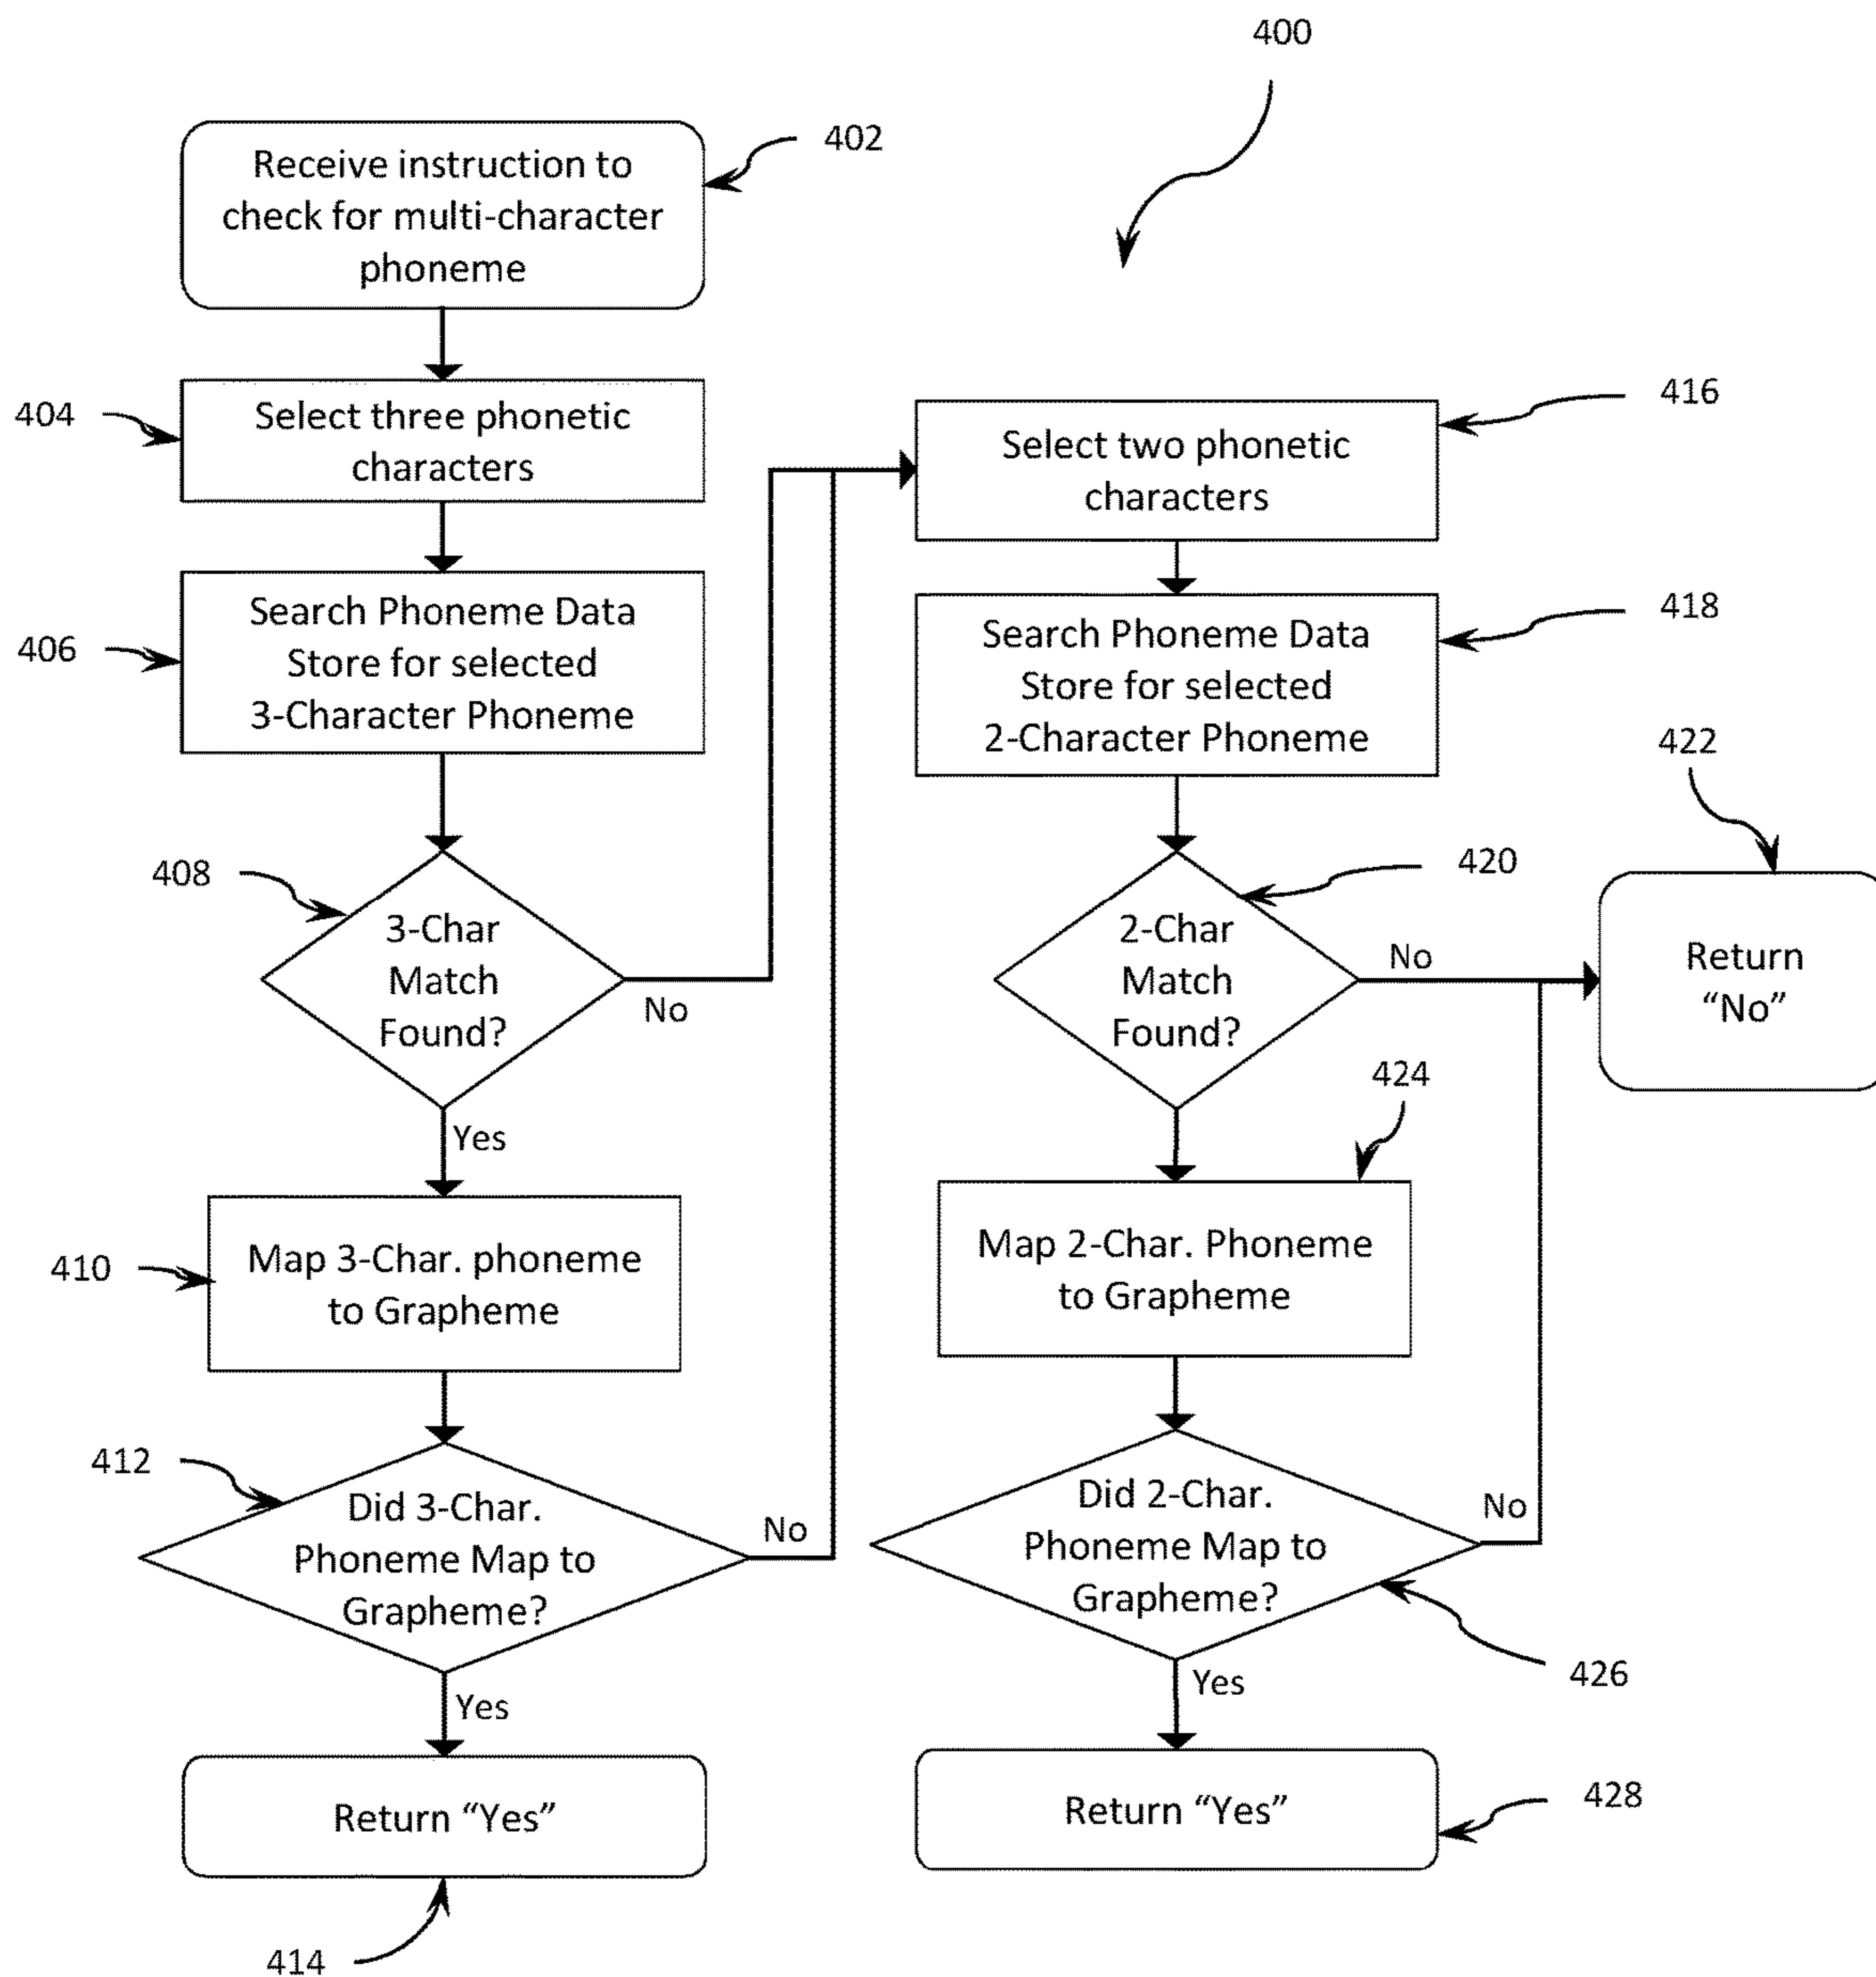 400
402
Receive instruction to
check for multi-character
phoneme
404
Select three phonetic
characters
406
Search Phoneme Data
Store for selected
3-Character Phoneme
408
3-Char
Match
Found?
No
Yes
410
Map 3-Char. phoneme
to Grapheme
412
Did 3-Char.
Phoneme Map to
Grapheme?
No
Yes
Return “Yes”
414
416
Select two phonetic
characters
418
Search Phoneme Data
Store for selected
2-Character Phoneme
420
2-Char
Match
Found?
No
422
Return
“No”
424
Map 2-Char. Phoneme
to Grapheme
Did 2-Char.
Phoneme Map to
Grapheme?
No
426
Yes
Return “Yes”
428